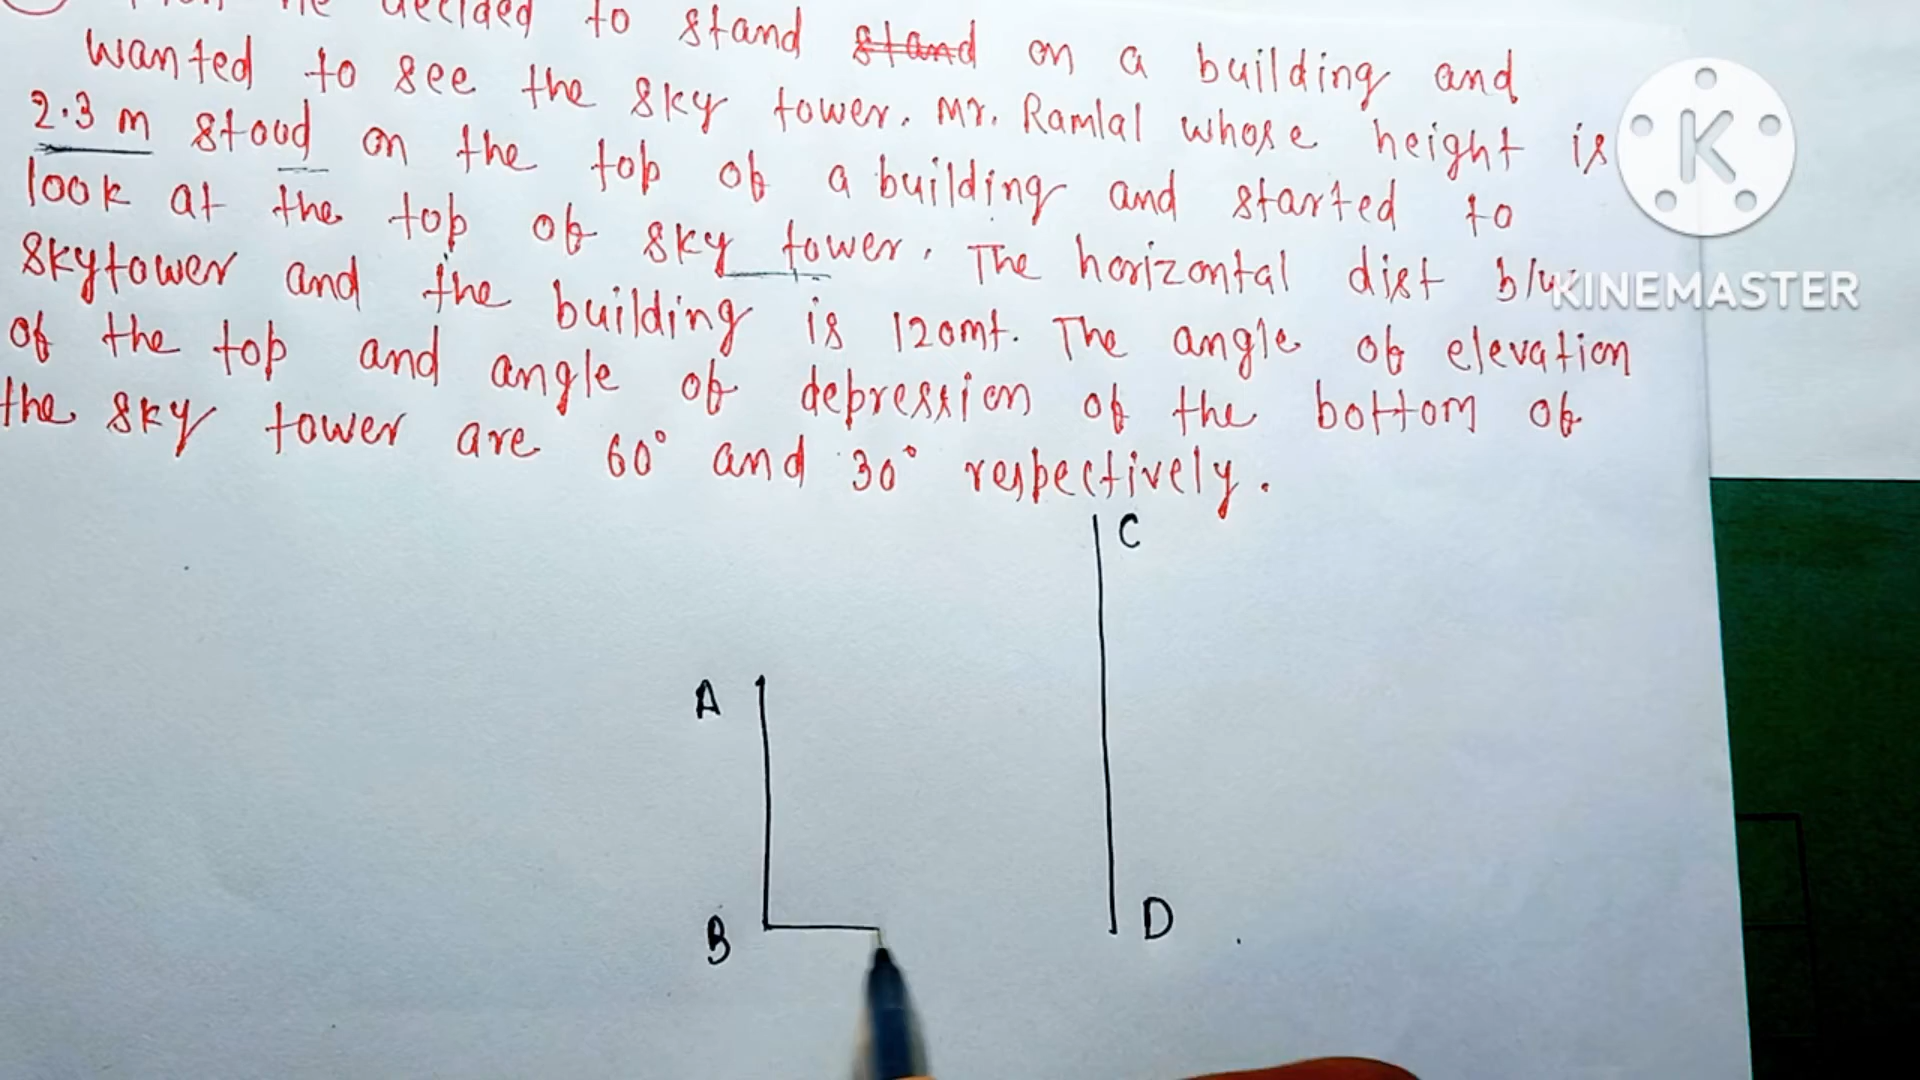 he decided to stand stand on a building and
wanted to see the sky tower. Mr. Ramlal whose height is
2.3 m stood on the top of a building and started to
look at the top of sky tower. The horizontal dist b/w
skytower and the building is 120mt. The angle of elevation
of the top and angle of depression of the bottom of
the sky tower are 60° and 30° respectively.
C
A
B
D
K
KINEMASTER